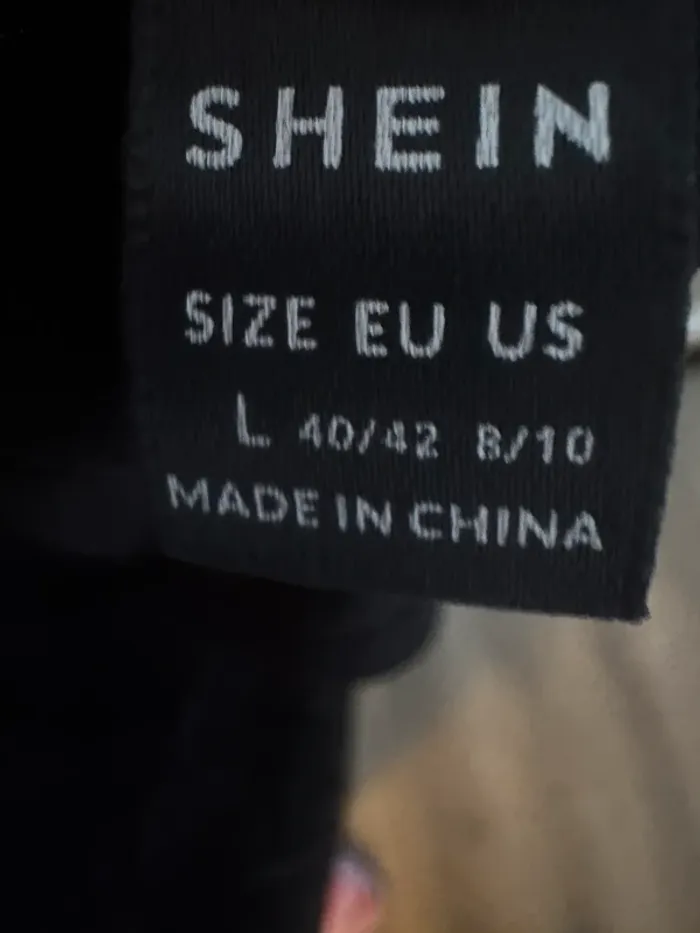 SHEIN
SIZE EU US
L 40/42 8/10
MADE IN CHINA